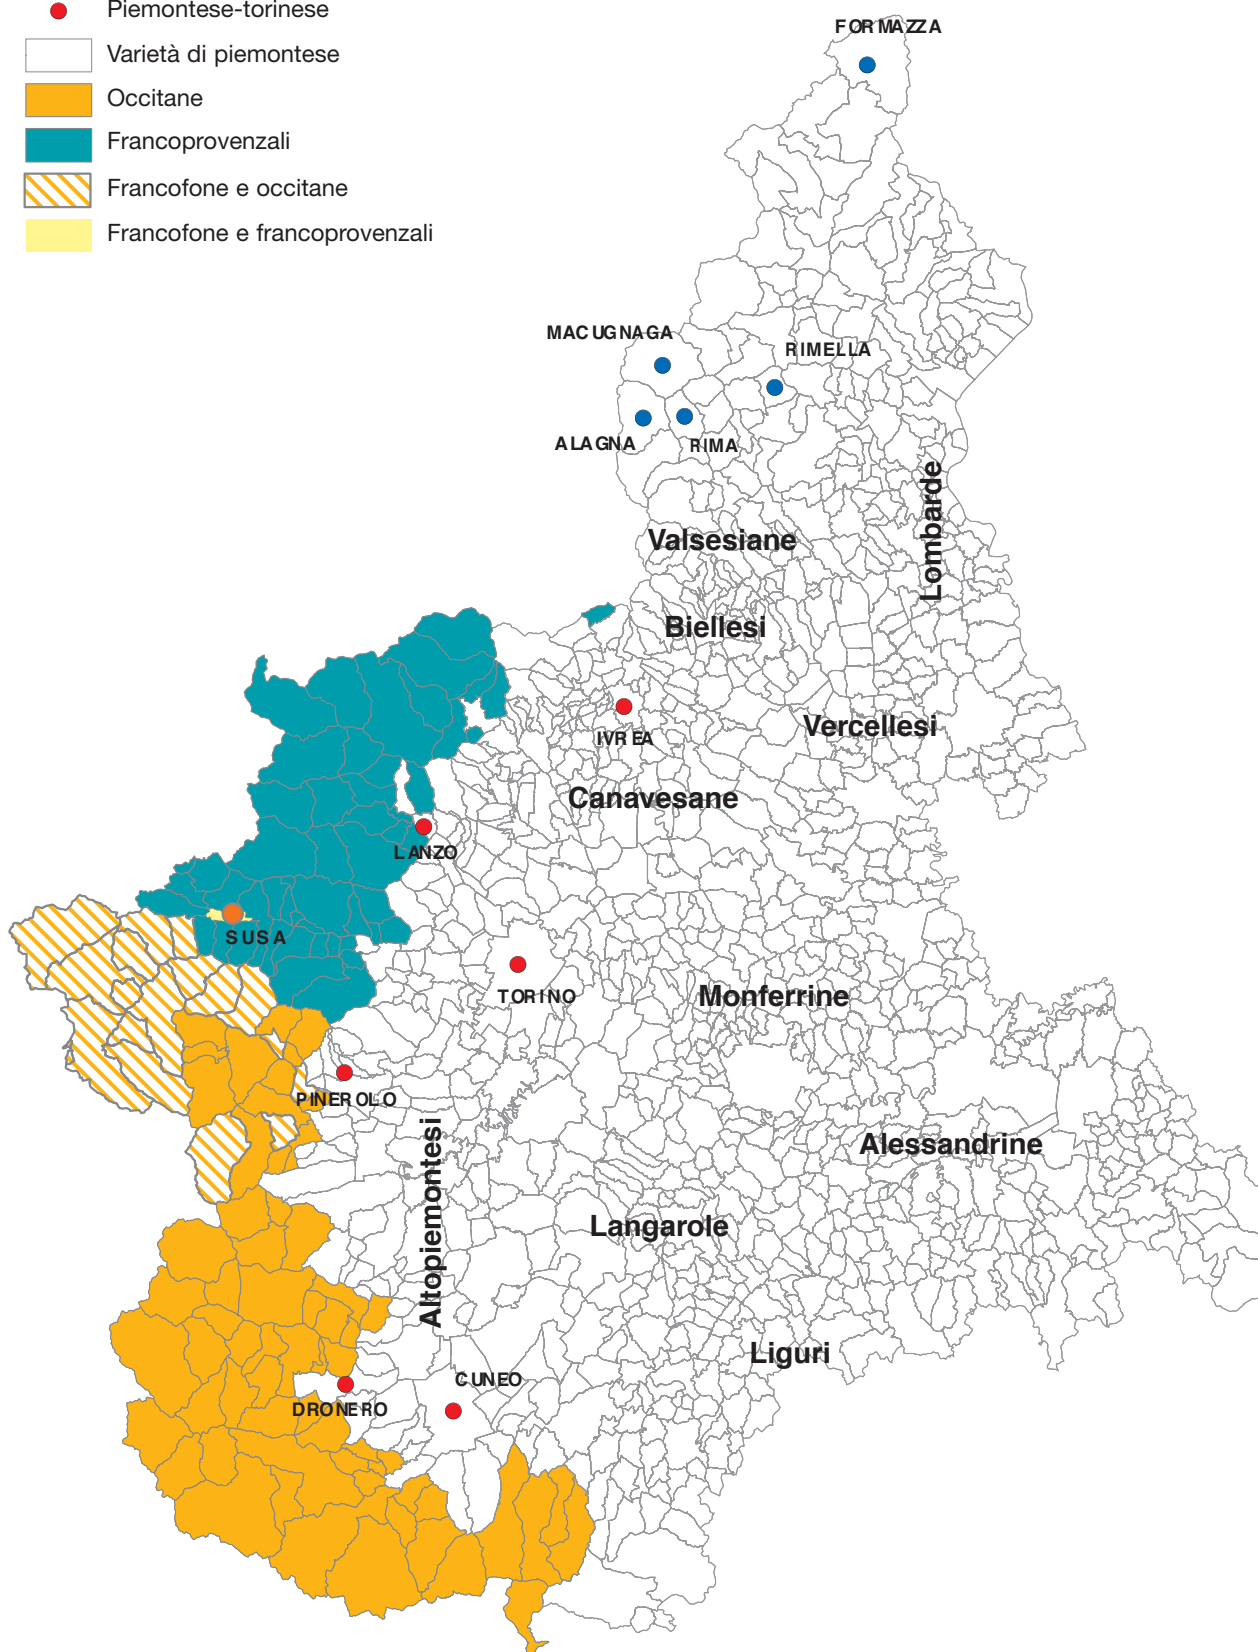 Piemontese-torinese
Varietà di piemontese
Occitane
Francoprovenzali
Francofone e occitane
Francofone e francoprovenzali
FORMAZZA
MACUGNAGA
RIMELLA
ALAGNA
RIMA
Lombarde
Valsesiane
Biellesi
IVREA
Vercellesi
Canavesane
LANZO
SUSA
TORINO
Monferrine
PINEROLO
Altopiemontesi
Alessandrine
Langarole
Liguri
CUNEO
DRONERO